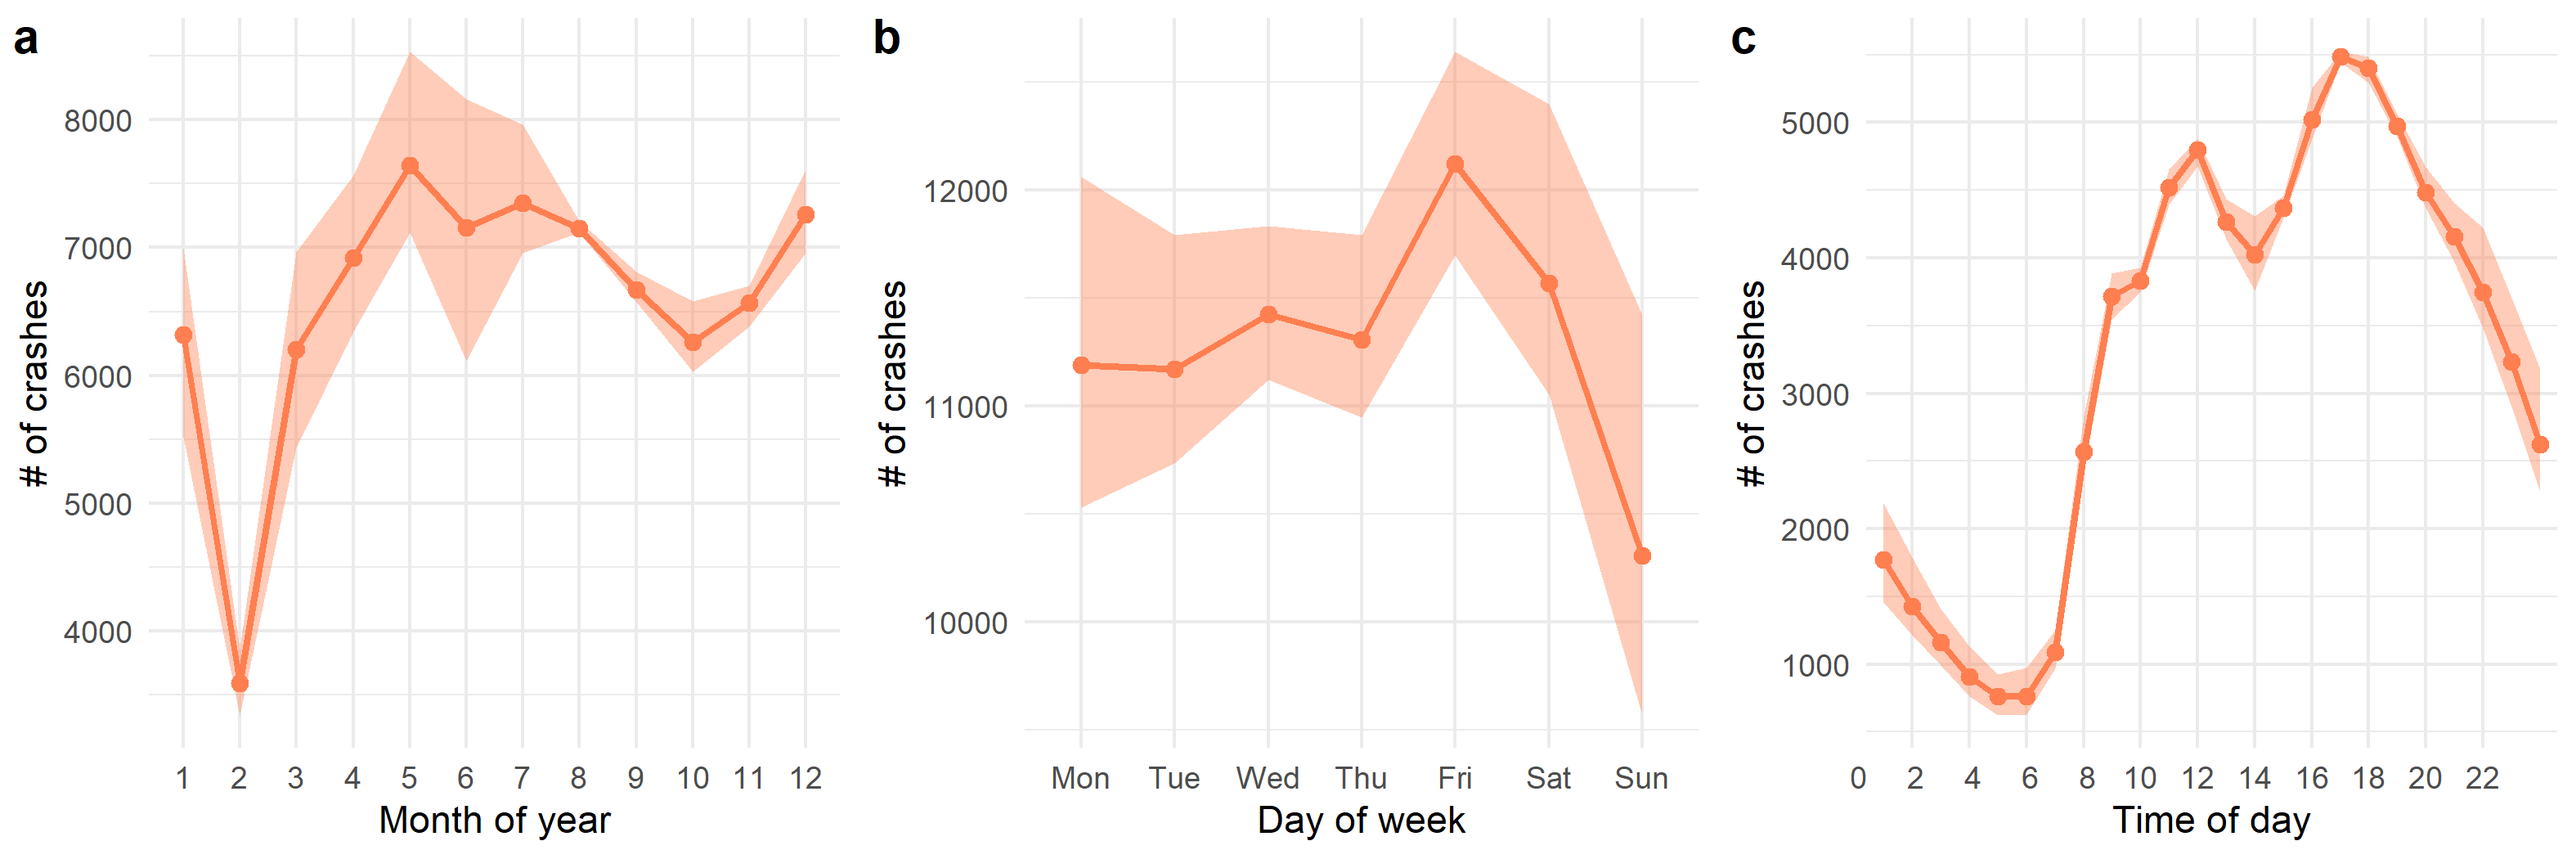 a
# of crashes
8000
7000
6000
5000
4000
1 2 3 4 5 6 7 8 9 10 11 12
Month of year
b
# of crashes
12000
11000
10000
Mon Tue Wed Thu Fri Sat Sun
Day of week
c
# of crashes
5000
4000
3000
2000
1000
0 2 4 6 8 10 12 14 16 18 20 22
Time of day